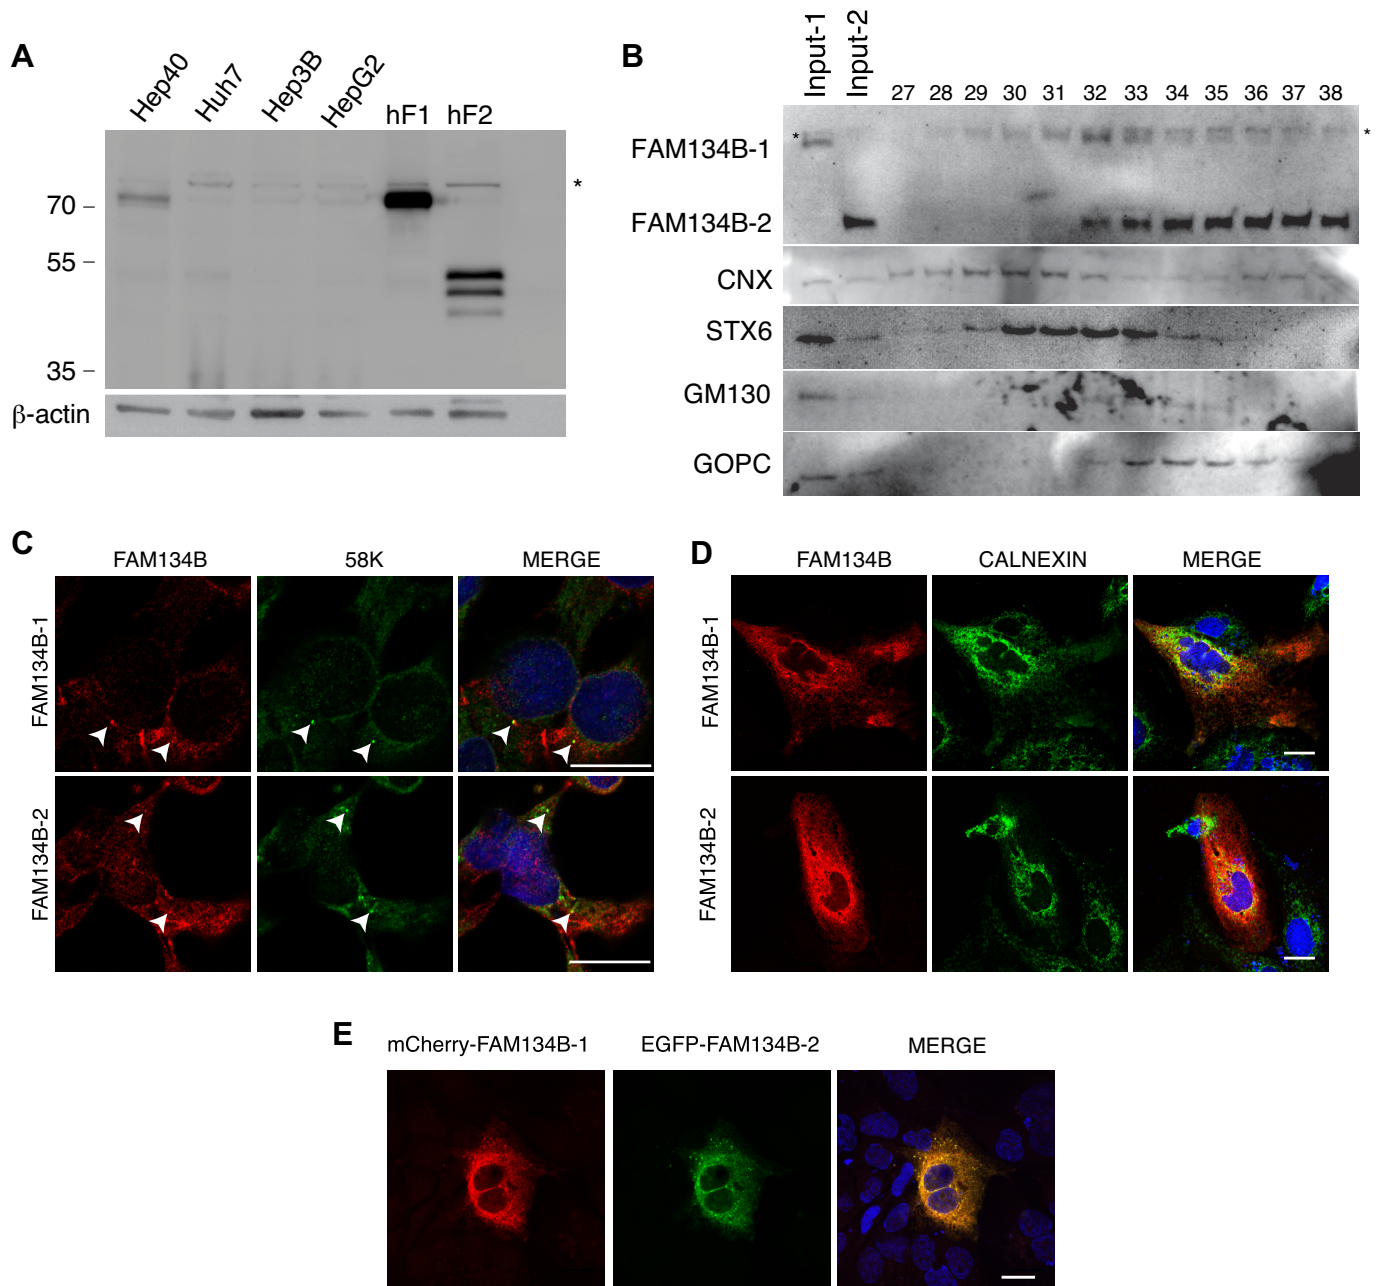 A
Hep40 Huh7 Hep3B HepG2 hF1 hF2
*
70
55
35
β-actin
B
Input-1 Input-2 27 28 29 30 31 32 33 34 35 36 37 38
* *
FAM134B-1
FAM134B-2
CNX
STX6
GM130
GOPC
C
FAM134B 58K MERGE
FAM134B-1
FAM134B-2
D
FAM134B CALNEXIN MERGE
FAM134B-1
FAM134B-2
E
mCherry-FAM134B-1 EGFP-FAM134B-2 MERGE